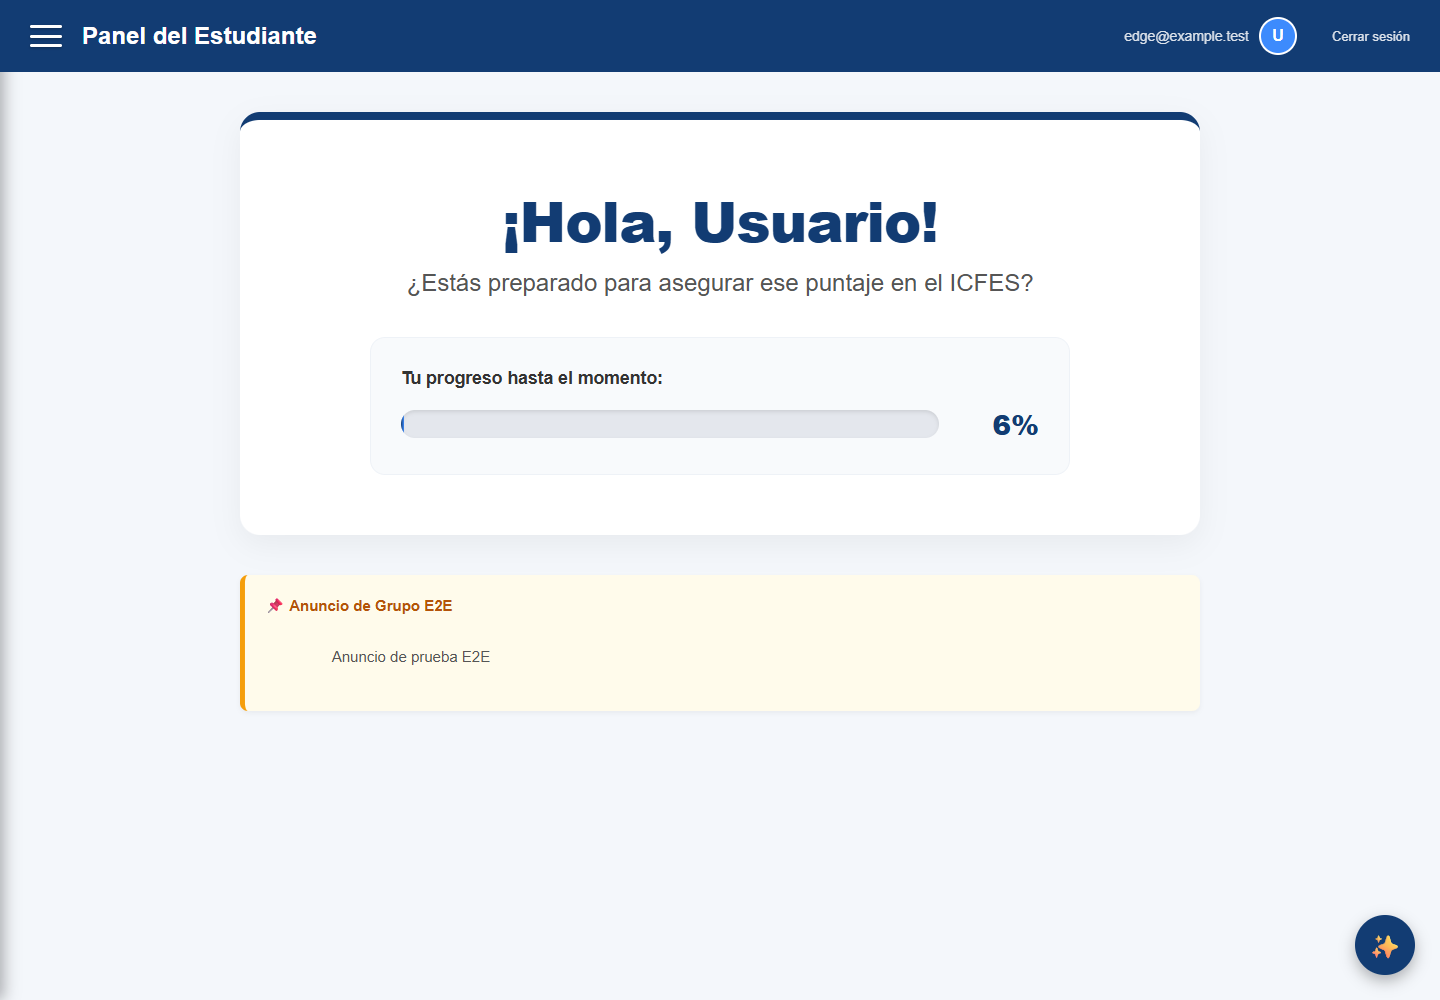 Panel del Estudiante
edge@example.test
U
Cerrar sesión
¡Hola, Usuario!
¿Estás preparado para asegurar ese puntaje en el ICFES?
Tu progreso hasta el momento:
6%
Anuncio de Grupo E2E
Anuncio de prueba E2E